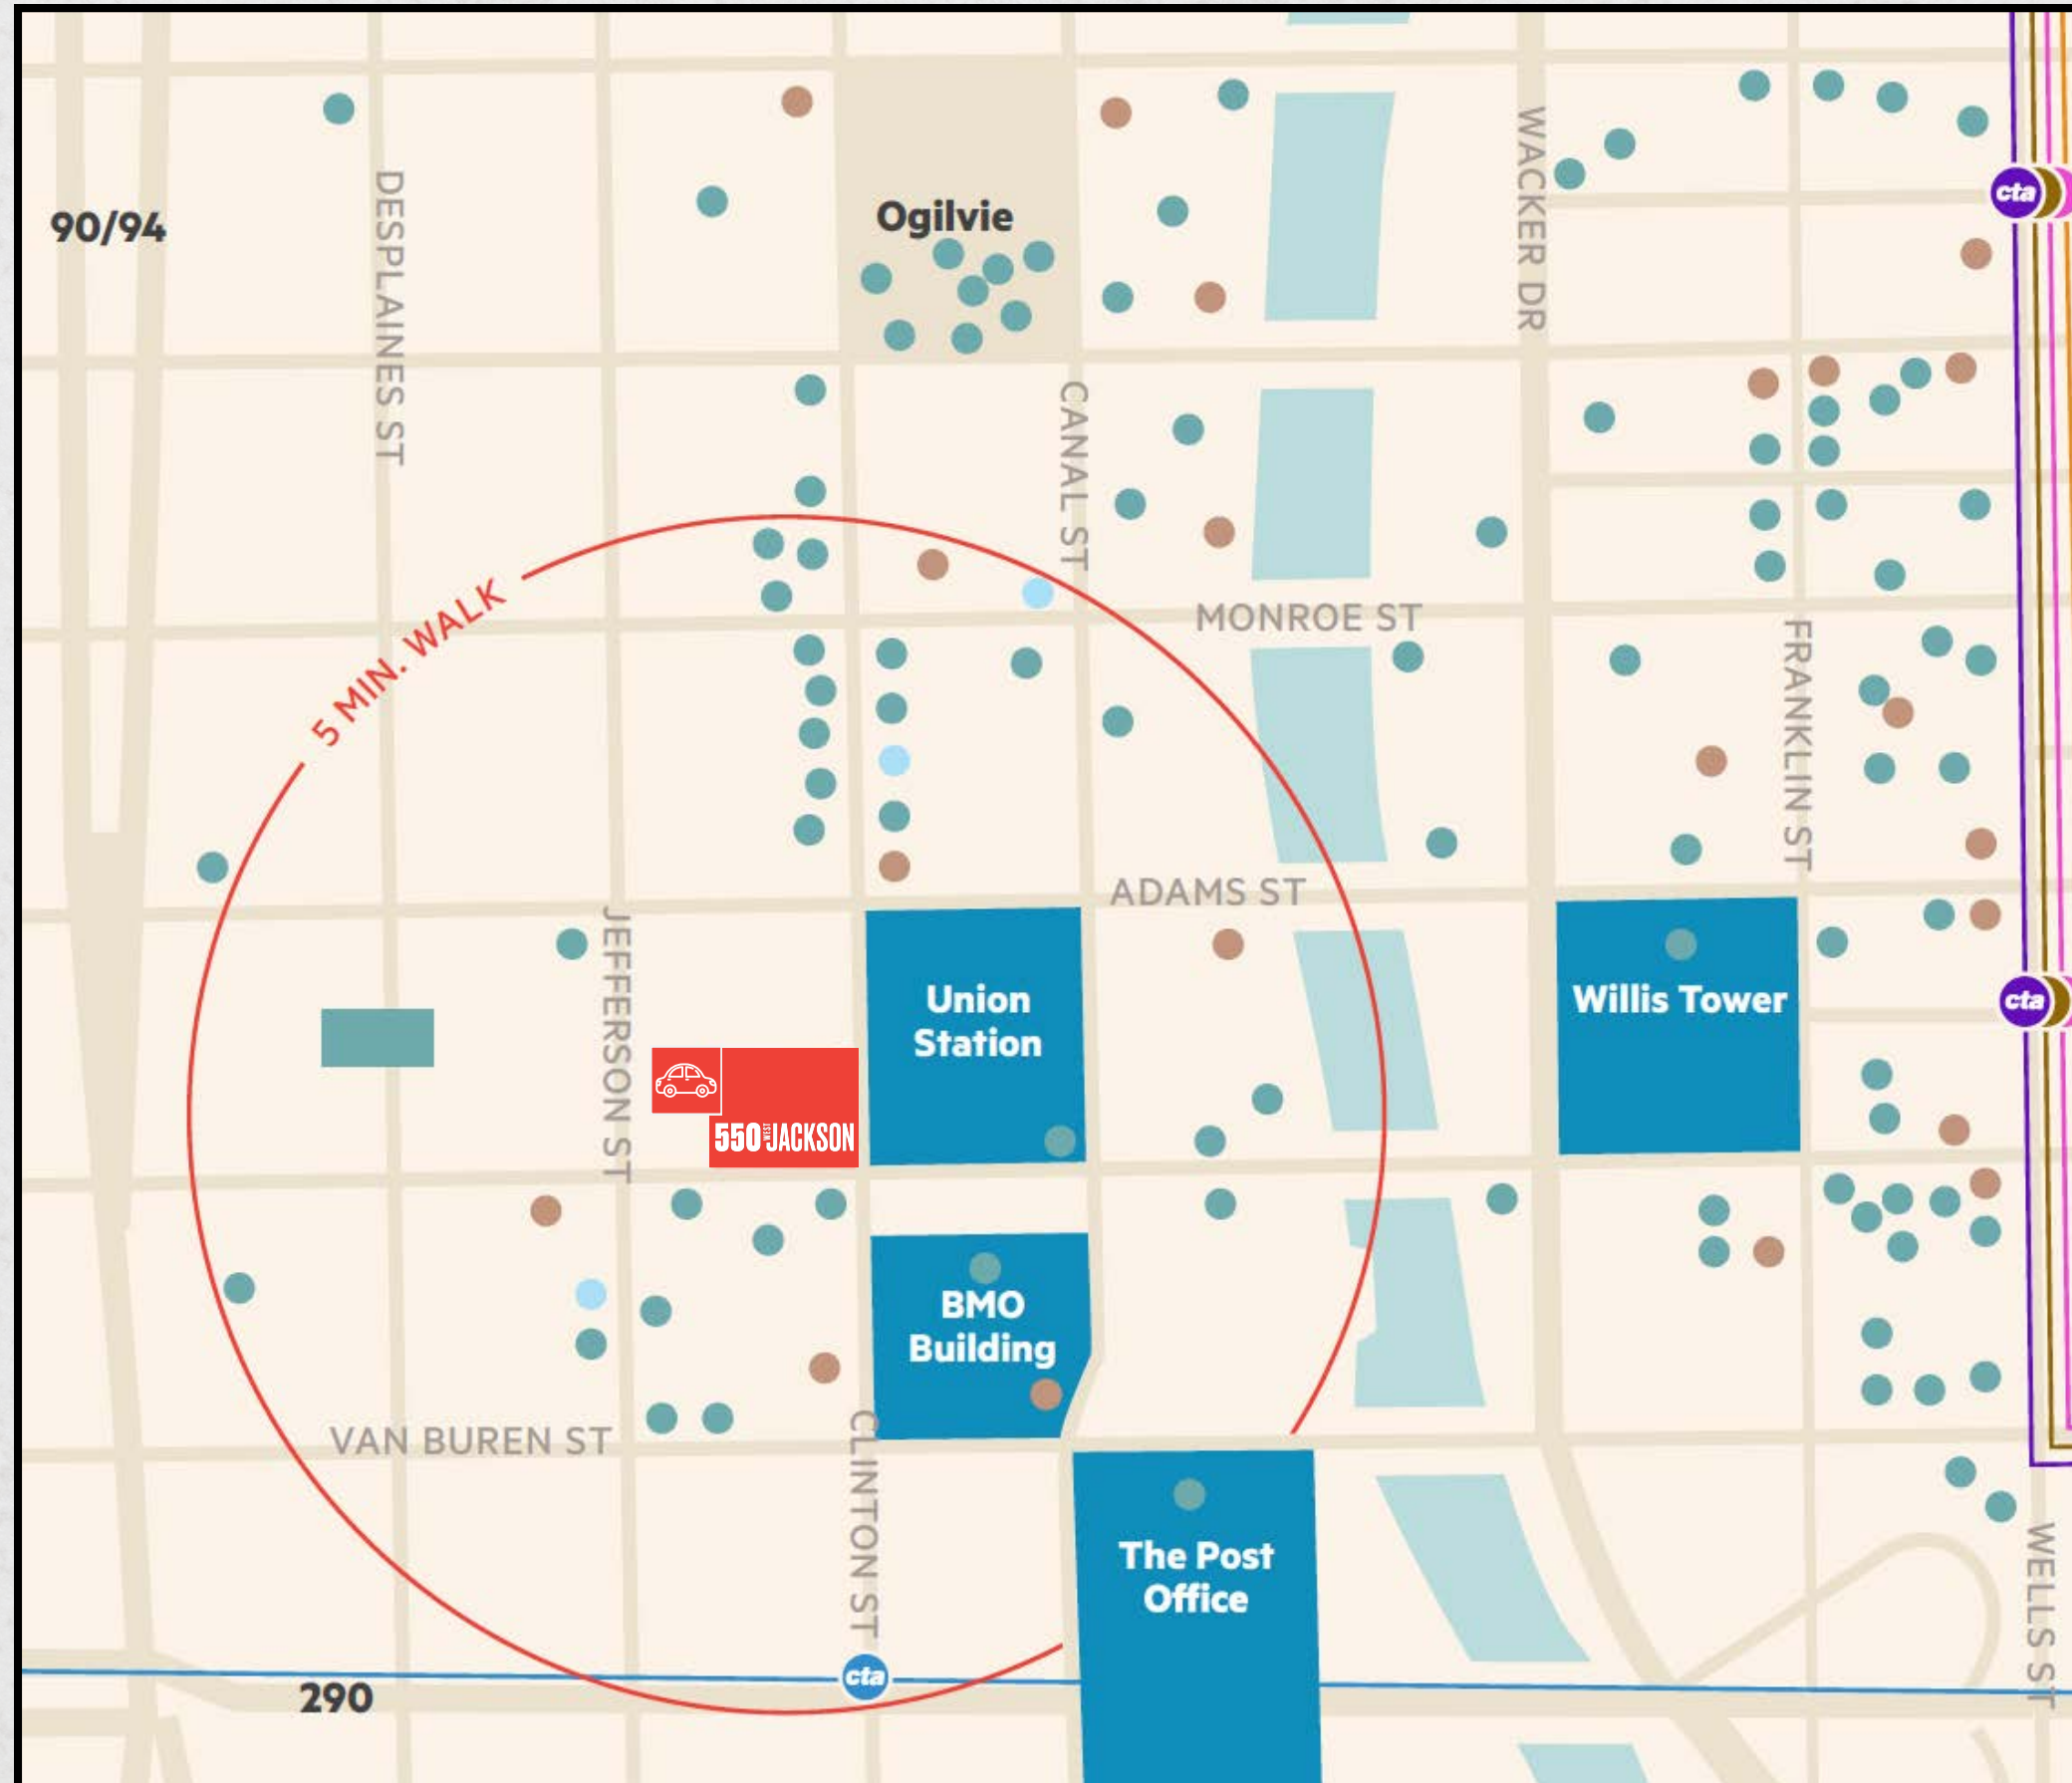 90/94
DESPLAINES ST
Ogilvie
WACKER DR
cta
CANAL ST
5 MIN. WALK
MONROE ST
FRANKLIN ST
ADAMS ST
JEFFERSON ST
Union
Station
Willis Tower
cta
550 WEST JACKSON
BMO
Building
VAN BUREN ST
CLINTON ST
The Post
Office
WELLS ST
cta
290